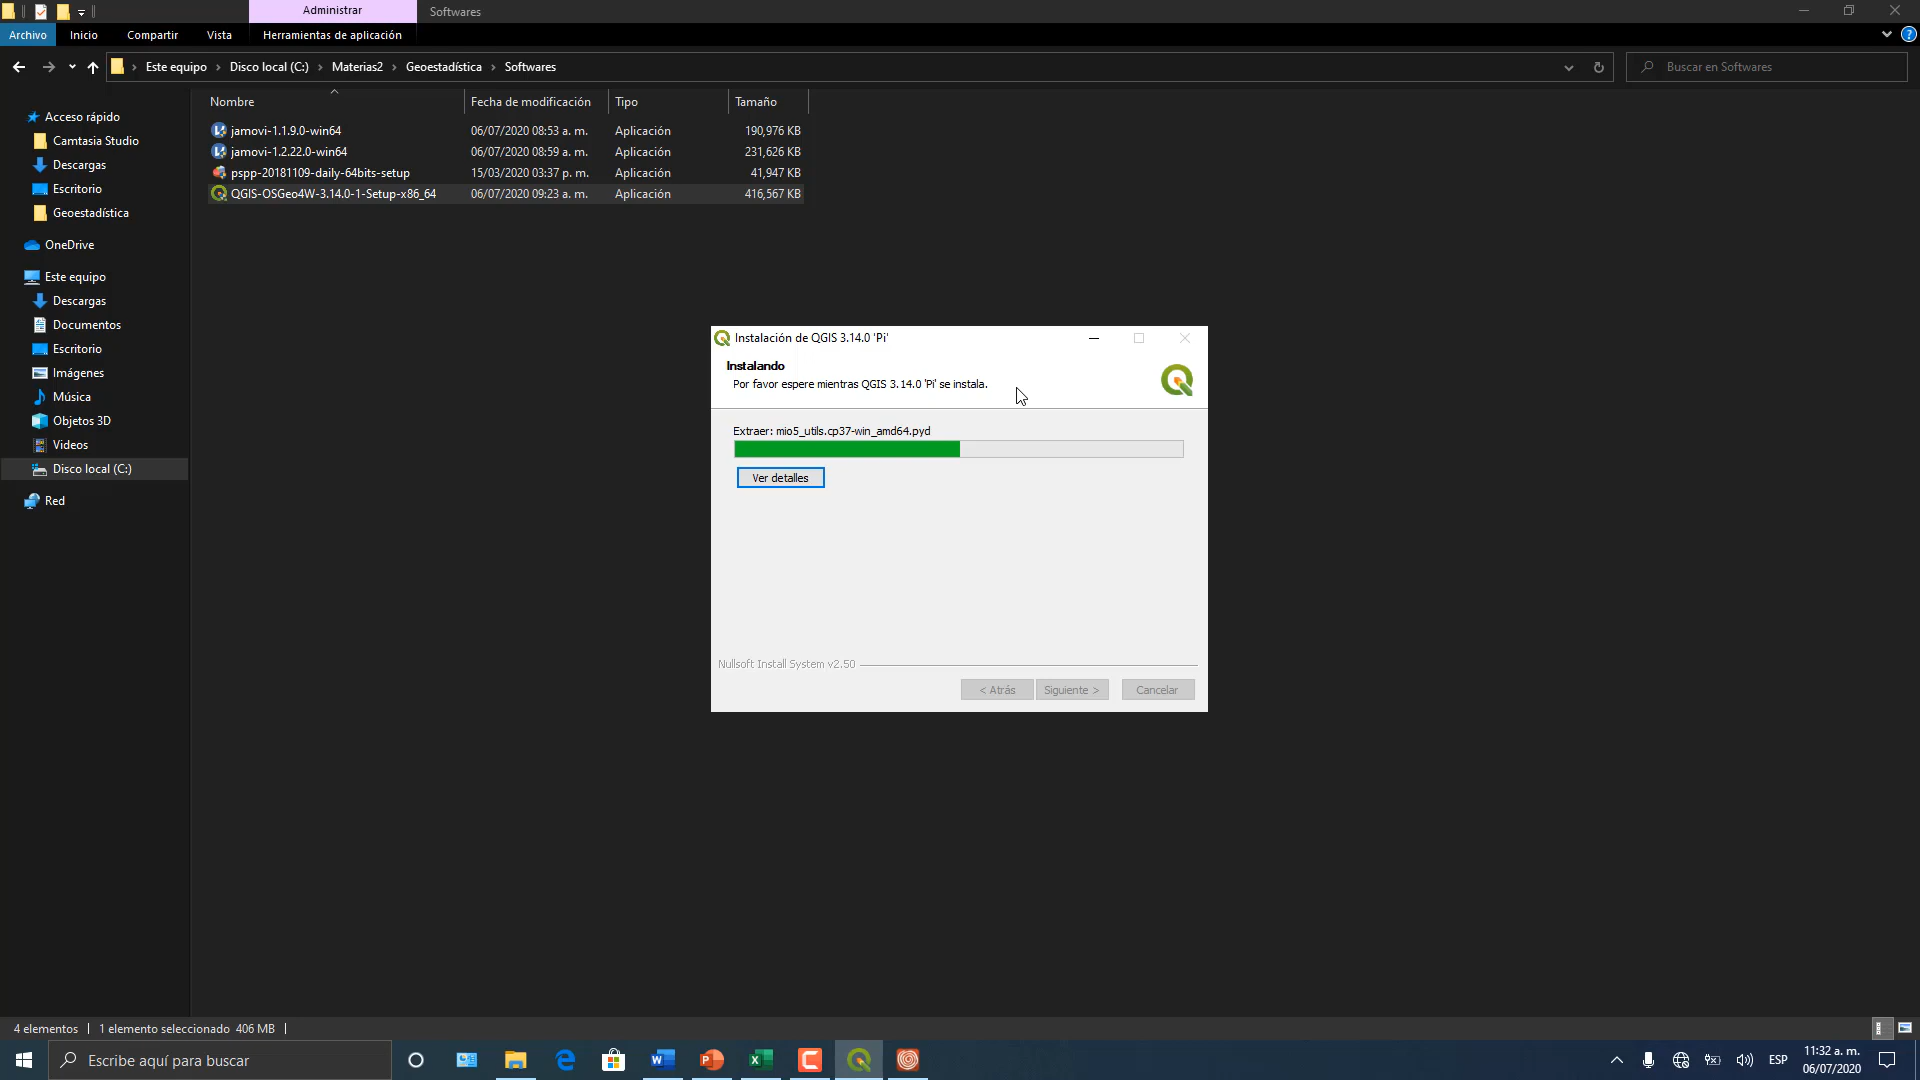 Administrar
Softwares
Archivo
Inicio
Compartir
Vista
Herramientas de aplicación
Este equipo
Disco local (C:)
Materias2
Geoestadística
Softwares
Buscar en Softwares
Nombre
Fecha de modificación
Tipo
Tamaño
jamovi-1.1.9.0-win64
06/07/2020 08:53 a. m.
Aplicación
190,976 KB
jamovi-1.2.22.0-win64
06/07/2020 08:59 a. m.
Aplicación
231,626 KB
pspp-20181109-daily-64bits-setup
15/03/2020 03:37 p. m.
Aplicación
41,947 KB
QGIS-OSGeo4W-3.14.0-1-Setup-x86_64
06/07/2020 09:23 a. m.
Aplicación
416,567 KB
Acceso rápido
Camtasia Studio
Descargas
Escritorio
Geoestadística
OneDrive
Este equipo
Descargas
Documentos
Escritorio
Imágenes
Música
Objetos 3D
Videos
Disco local (C:)
Red
Instalación de QGIS 3.14.0 'Pi'
Instalando
Por favor espere mientras QGIS 3.14.0 'Pi' se instala.
Extraer: mio5_utils.cp37-win_amd64.pyd
Ver detalles
Nullsoft Install System v2.50
< Atrás
Siguiente >
Cancelar
4 elementos
1 elemento seleccionado 406 MB
Escribe aquí para buscar
ESP
11:32 a. m.
06/07/2020